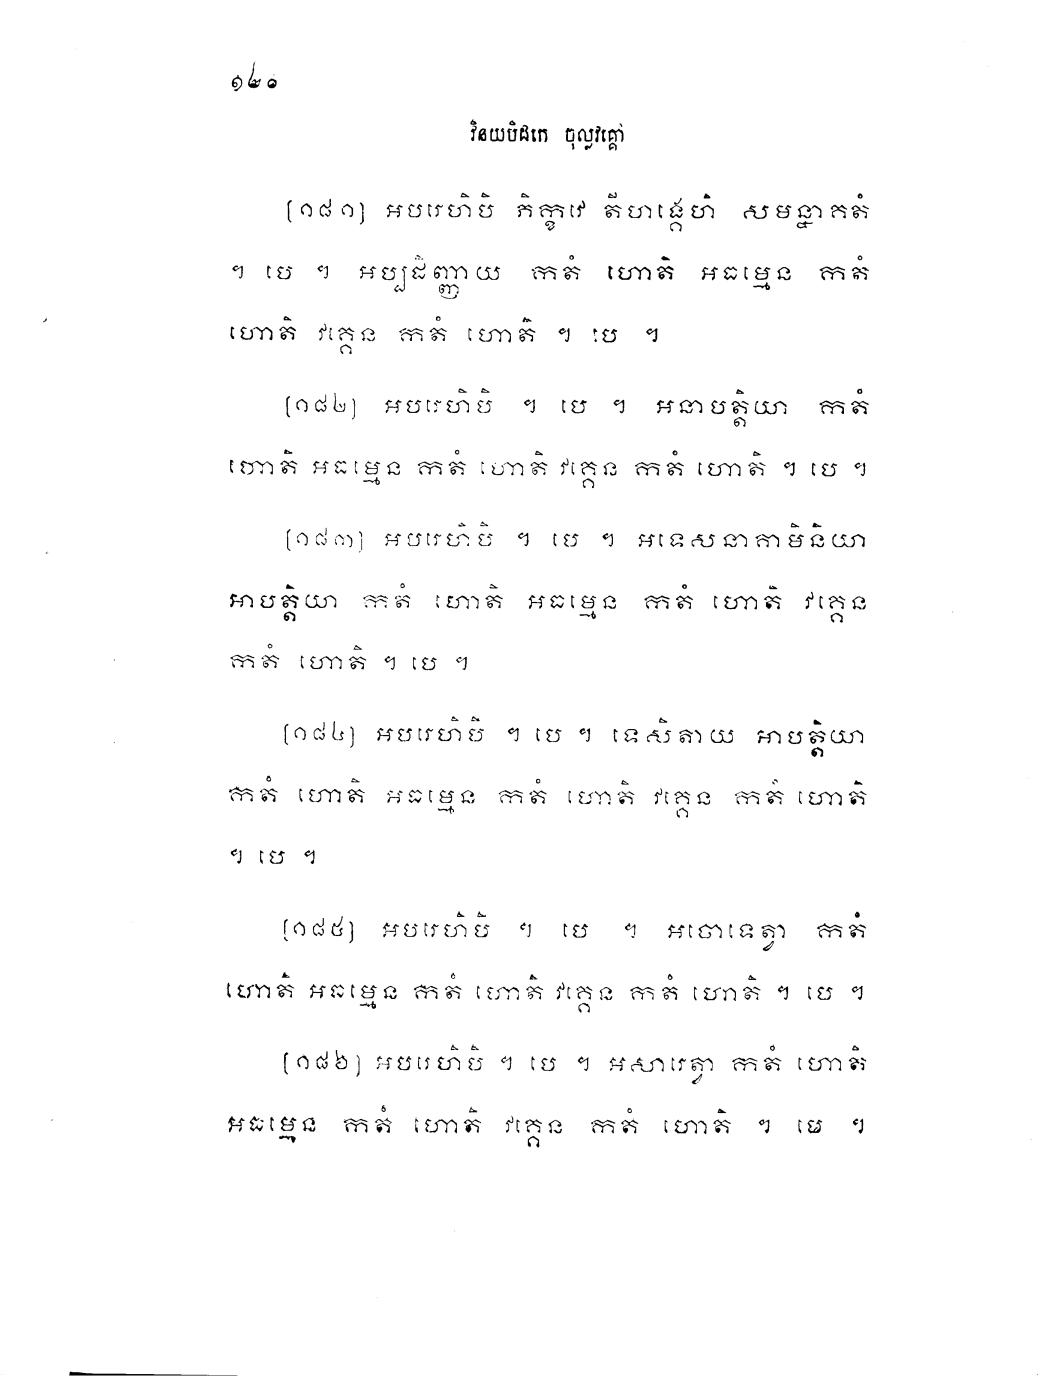 ១៤០
វិនយបិដកេ ចុល្លវគ្គោ
[១៨១] អបរេហិបិ ភិក្ខវេ តីហង្គេហិ សមន្នាគតំ
។ បេ ។ អប្បដិញ្ញាយ កតំ ហោតិ អធម្មេន កតំ
ហោតិ វគ្គេន កតំ ហោតិ ។ បេ ។
[១៨២] អបរេហិបិ ។ បេ ។ អនាបត្តិយា កតំ
ហោតិ អធម្មេន កតំ ហោតិ វគ្គេន កតំ ហោតិ ។ បេ ។
[១៨៣] អបរេហិបិ ។ បេ ។ អទេសនាគាមិនិយា
អាបត្តិយា កតំ ហោតិ អធម្មេន កតំ ហោតិ វគ្គេន
កតំ ហោតិ ។ បេ ។
[១៨៤] អបរេហិបិ ។ បេ ។ ទេសិតាយ អាបត្តិយា
កតំ ហោតិ អធម្មេន កតំ ហោតិ វគ្គេន កតំ ហោតិ
។ បេ ។
[១៨៥] អបរេហិបិ ។ បេ ។ អចោទេត្វា កតំ
ហោតិ អធម្មេន កតំ ហោតិ វគ្គេន កតំ ហោតិ ។ បេ ។
[១៨៦] អបរេហិបិ ។ បេ ។ អសារេត្វា កតំ ហោតិ
អធម្មេន កតំ ហោតិ វគ្គេន កតំ ហោតិ ។ បេ ។